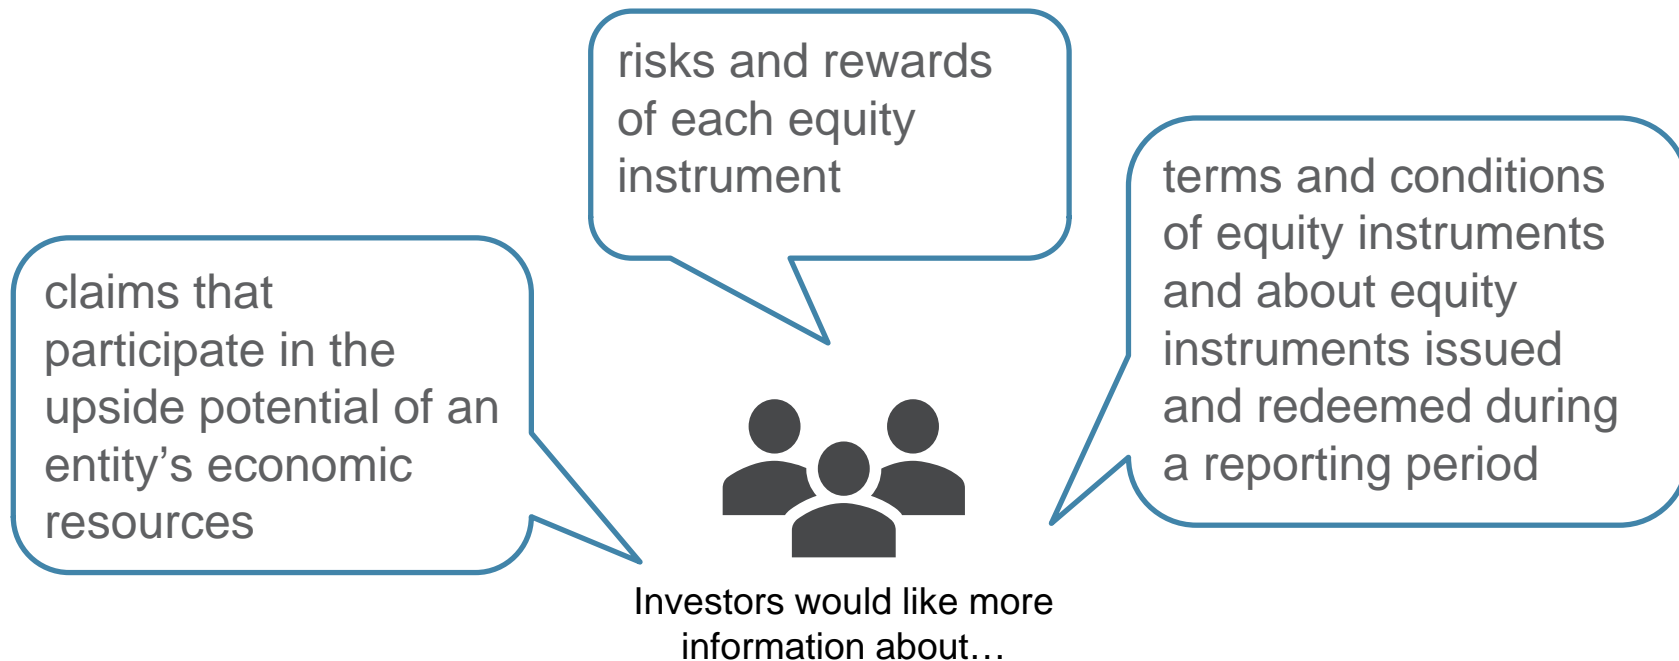 risks and rewards
of each equity
instrument
terms and conditions
of equity instruments
and about equity
instruments issued
and redeemed during
a reporting period
claims that
participate in the
upside potential of an
entity’s economic
resources
Investors would like more
information about…